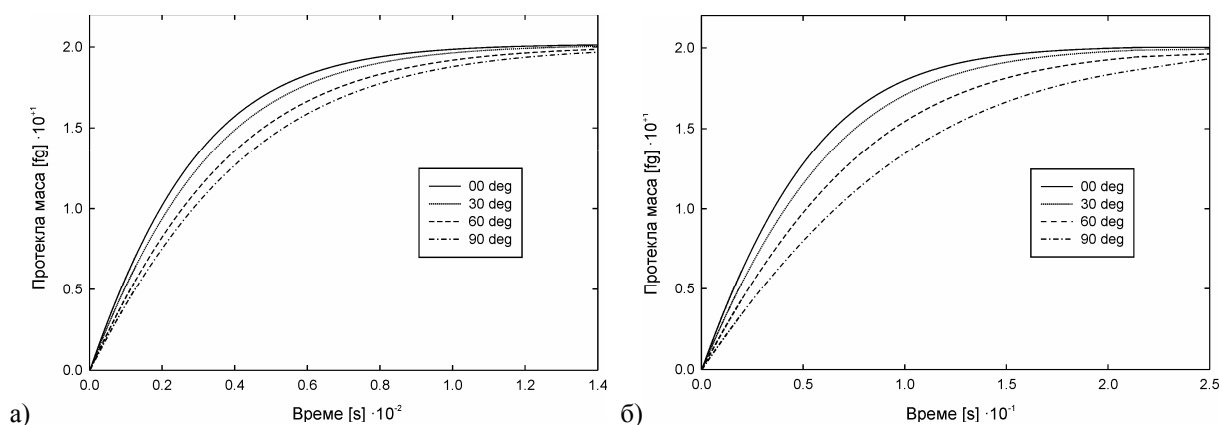 Протекла маса [fg] ·10⁺¹
2.0
1.5
1.0
0.5
0.0
00 deg
30 deg
60 deg
90 deg
0.0 0.2 0.4 0.6 0.8 1.0 1.2 1.4
Време [s] ·10⁻²
а)
Протекла маса [fg] ·10⁺¹
2.0
1.5
1.0
0.5
0.0
00 deg
30 deg
60 deg
90 deg
0.0 0.5 1.0 1.5 2.0 2.5
Време [s] ·10⁻¹
б)